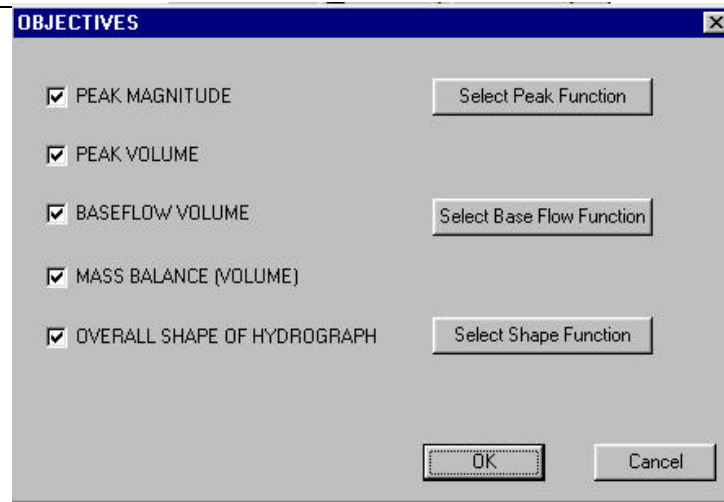 OBJECTIVES
PEAK MAGNITUDE
Select Peak Function
PEAK VOLUME
BASEFLOW VOLUME
Select Base Flow Function
MASS BALANCE (VOLUME)
OVERALL SHAPE OF HYDROGRAPH
Select Shape Function
OK
Cancel